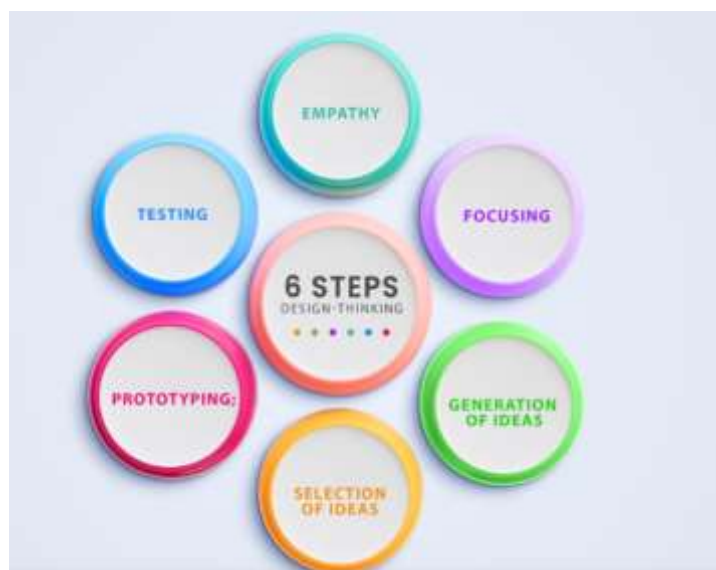 EMPATHY
FOCUSING
GENERATION
OF IDEAS
SELECTION
OF IDEAS
PROTOTYPING;
TESTING
6 STEPS
DESIGN-THINKING